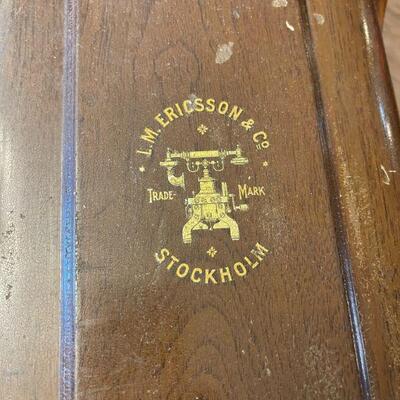 L.M. ERICSSON & Co
TRADE-MARK
STOCKHOLM